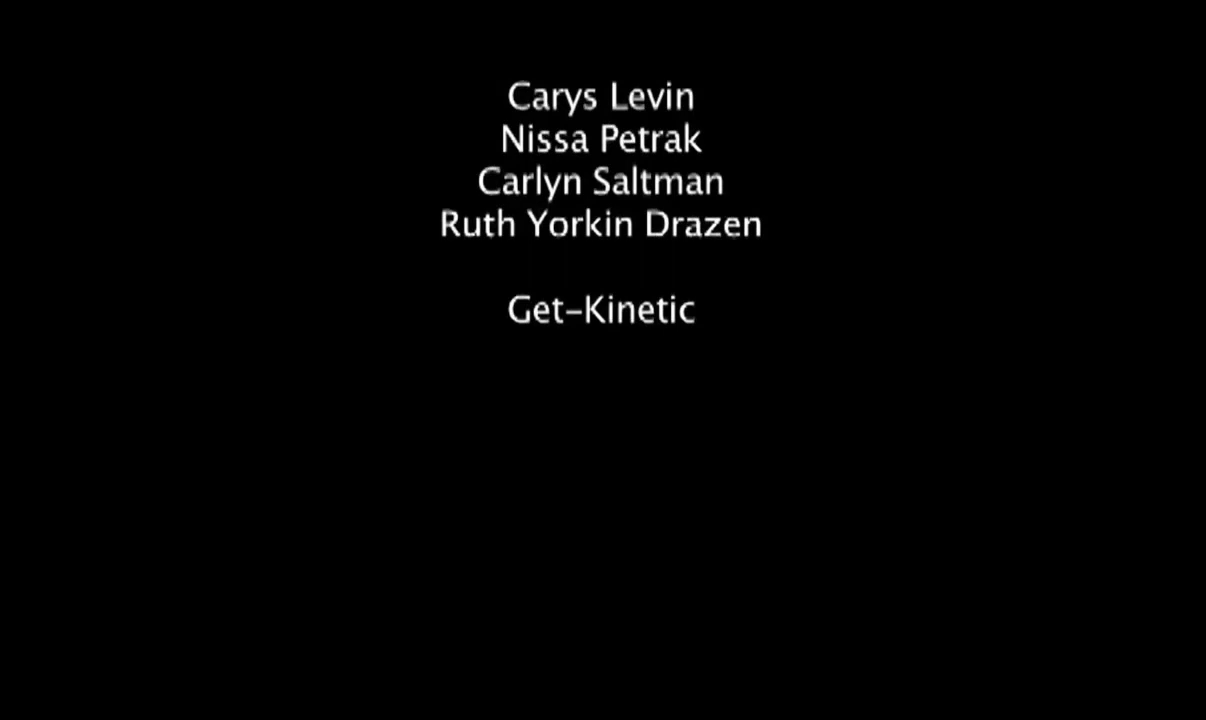 Carys Levin
Nissa Petrak
Carlyn Saltman
Ruth Yorkin Drazen
Get-Kinetic